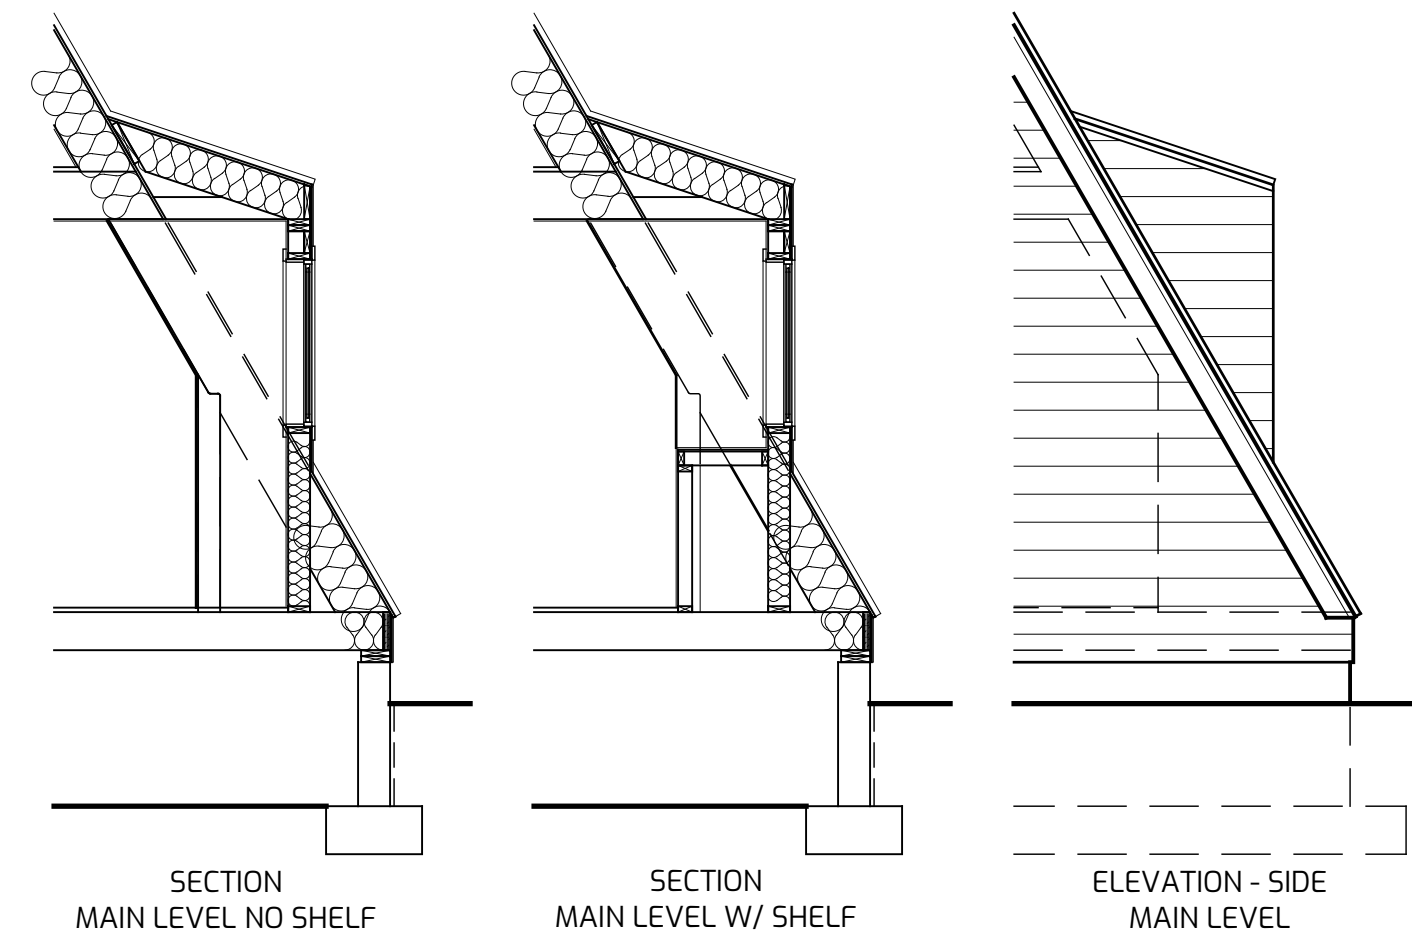 SECTION
MAIN LEVEL NO SHELF
SECTION
MAIN LEVEL W/ SHELF
ELEVATION - SIDE
MAIN LEVEL